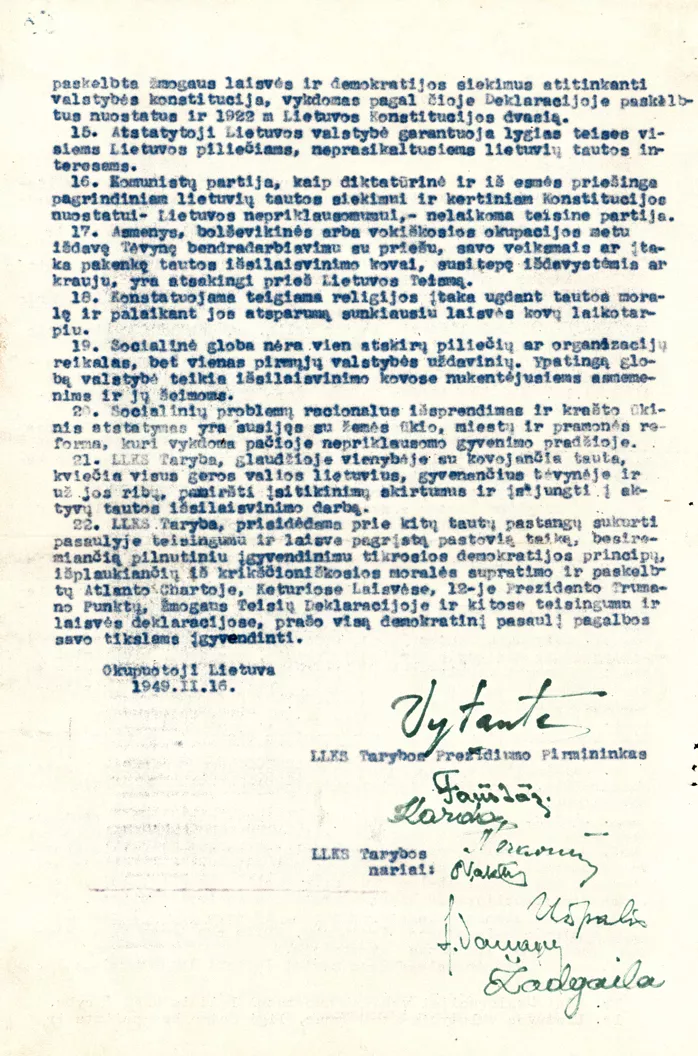 paskelbta žmogaus laisvės ir demokratijos siekimus atitinkanti
valstybės konstitucija, vykdomas pagal čioje Deklaracijoje paskelb-
tus nuostatus ir 1922 m Lietuvos Konstitucijos dvasią.
15. Atstatytoji Lietuvos valstybė garantuoja lygias teises vi-
siems Lietuvos piliečiams, neprasikaltusiems lietuvių tautos in-
teresams.
16. Komunistų partija, kaip diktatūrinė ir iš esmės priešinga
pagrindiniam lietuvių tautos siekimui ir kertiniam Konstitucijos
nuostatui- Lietuvos nepriklausomumui,- nelaikoma teisine partija.
17. Asmenys, bolševikinės arba vokiškosios okupacijos metu
išdavę Tėvynę bendradarbiavimu su priešu, savo veiksmais ar įta-
ka pakenkę tautos išsilaisvinimo kovai, susitepę išdavystėmis ar
krauju, yra atsakingi prieš Lietuvos Teismą.
18. Konstatuojama teigiama religijos įtaka ugdant tautos mora-
lę ir palaikant jos atsparumą sunkiausiu laisvės kovų laikotar-
piu.
19. Socialinė globa nėra vien atskirų piliečių ar organizacijų
reikalas, bet vienas pirmųjų valstybės uždavinių. Ypatingą glo-
bą valstybė teikia išsilaisvinimo kovose nukentėjusiems asmeme-
nims ir jų šeimoms.
20. Socialinių problemų racionalus išsprendimas ir krašto ūki-
nis atstatymas yra susijęs su žemės ūkio, miestų ir pramonės re-
forma, kuri vykdoma pačioje nepriklausomo gyvenimo pradžioje.
21. LLKS Taryba, glaudžioje vienybėje su kovojančia tauta,
kviečia visus geros valios lietuvius, gyvenančius tėvynėje ir
už jos ribų, pamiršti įsitikinimų skirtumus ir įsijungti į ak-
tyvų tautos išsilaisvinimo darbą.
22. LLKS Taryba, prisidėdama prie kitų tautų pastangų sukurti
pasaulyje teisingumu ir laisve pagrįstą pastovią taiką, besire-
miančią pilnutiniu įgyvendinimu tikrosios demokratijos principų,
išplaukiančių iš krikščioniškosios moralės supratimo ir paskelb-
tų Atlanto Chartoje, Keturiose Laisvėse, 12-je Prezidento Truma-
no Punktų, Žmogaus Teisių Deklaracijoje ir kitose teisingumo ir
laisvės deklaracijose, prašo visą demokratinį pasaulį pagalbos
savo tikslams įgyvendinti.
Okupuotoji Lietuva
1949.II.16.
Vytautas
LLKS Tarybos Prezidiumo Pirmininkas
Faustas
Kardas
LLKS Tarybos
nariai:
Naktis
Ušpalis
Žadgaila